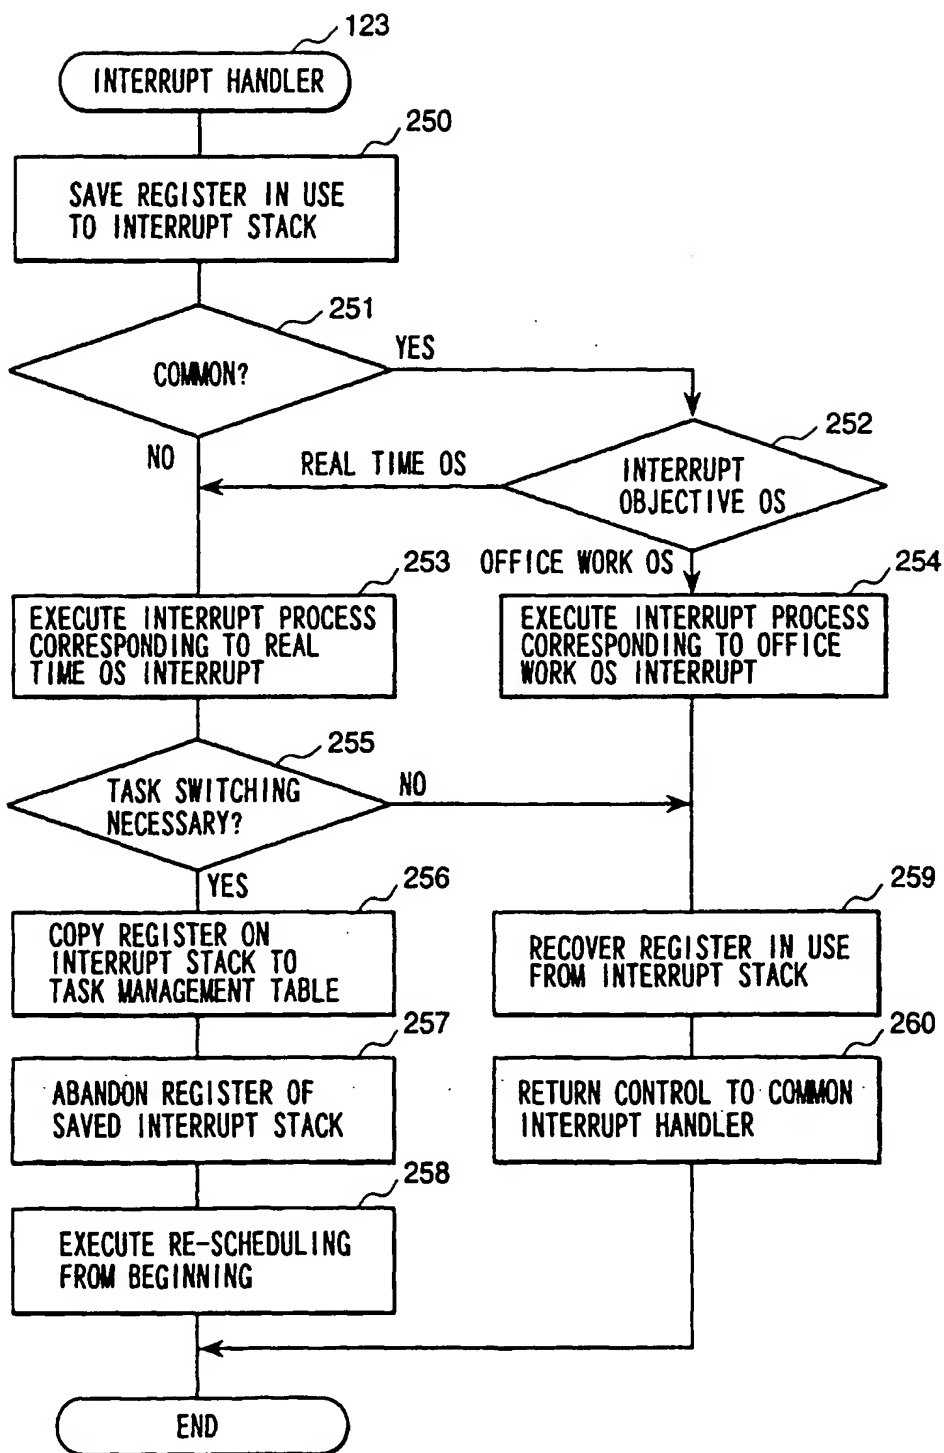 123
INTERRUPT HANDLER
250
SAVE REGISTER IN USE
TO INTERRUPT STACK
251
COMMON?
YES
NO
252
INTERRUPT
OBJECTIVE OS
REAL TIME OS
OFFICE WORK OS
253
EXECUTE INTERRUPT PROCESS
CORRESPONDING TO REAL
TIME OS INTERRUPT
254
EXECUTE INTERRUPT PROCESS
CORRESPONDING TO OFFICE
WORK OS INTERRUPT
255
TASK SWITCHING
NECESSARY?
NO
YES
256
COPY REGISTER ON
INTERRUPT STACK TO
TASK MANAGEMENT TABLE
259
RECOVER REGISTER IN USE
FROM INTERRUPT STACK
257
ABANDON REGISTER OF
SAVED INTERRUPT STACK
260
RETURN CONTROL TO COMMON
INTERRUPT HANDLER
258
EXECUTE RE-SCHEDULING
FROM BEGINNING
END